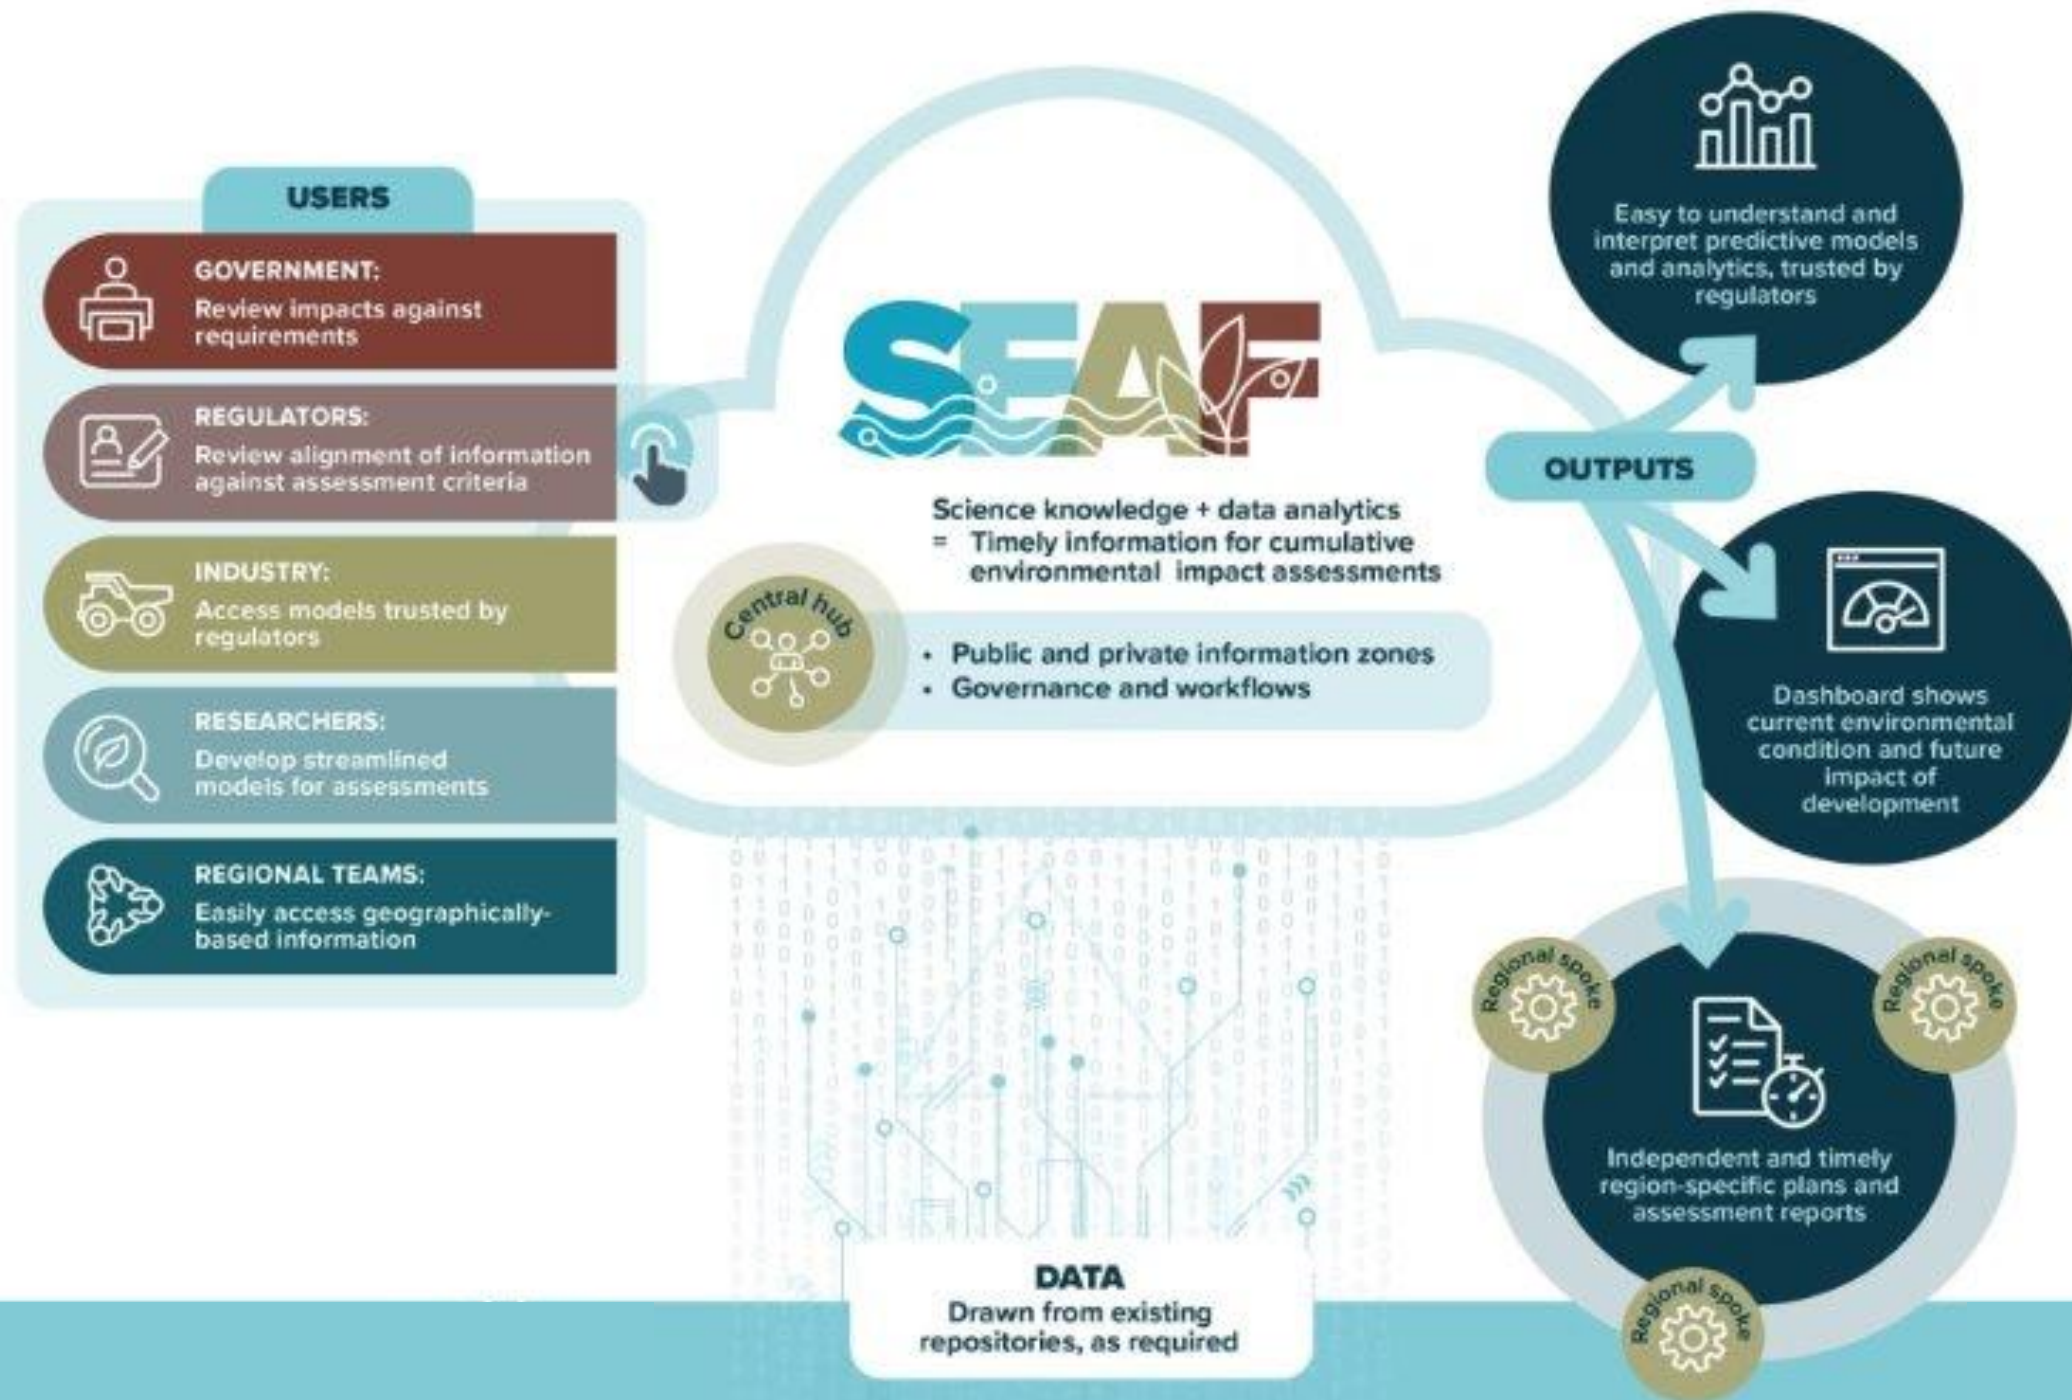 USERS
GOVERNMENT:
Review impacts against
requirements
REGULATORS:
Review alignment of information
against assessment criteria
INDUSTRY:
Access models trusted by
regulators
RESEARCHERS:
Develop streamlined
models for assessments
REGIONAL TEAMS:
Easily access geographically-
based information
SEAF
Science knowledge + data analytics
= Timely information for cumulative
environmental impact assessments
Central hub
• Public and private information zones
• Governance and workflows
DATA
Drawn from existing
repositories, as required
OUTPUTS
Easy to understand and
interpret predictive models
and analytics, trusted by
regulators
Dashboard shows
current environmental
condition and future
impact of
development
Regional spoke
Regional spoke
Independent and timely
region-specific plans and
assessment reports
Regional spoke